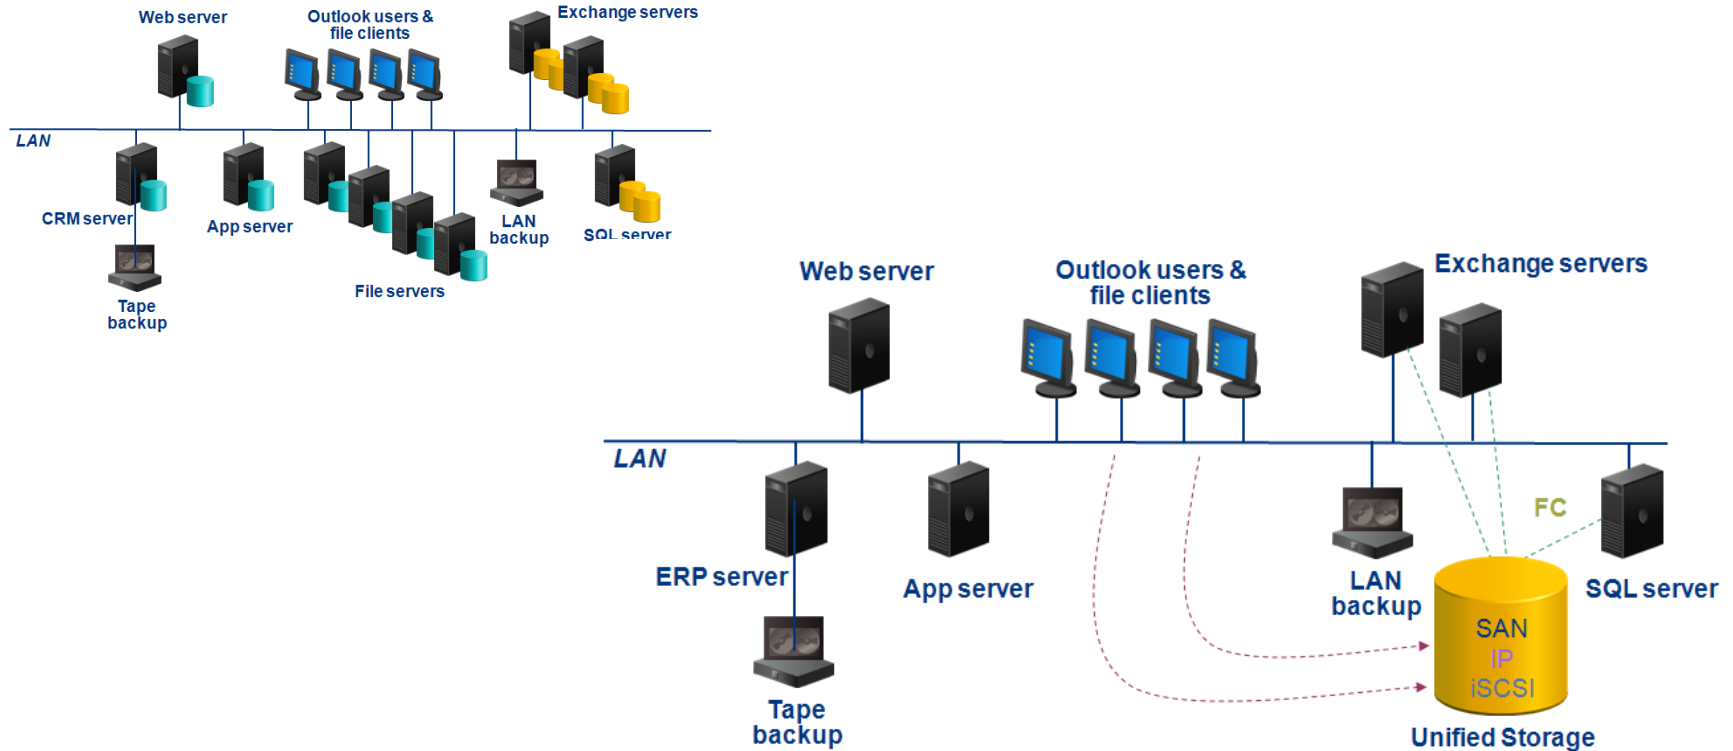 Web server
Outlook users &
file clients
Exchange servers
LAN
CRM server
App server
LAN
backup
SQL server
Tape
backup
File servers
Web server
Outlook users &
file clients
Exchange servers
LAN
FC
ERP server
App server
LAN
backup
SQL server
SAN
IP
iSCSI
Tape
backup
Unified Storage